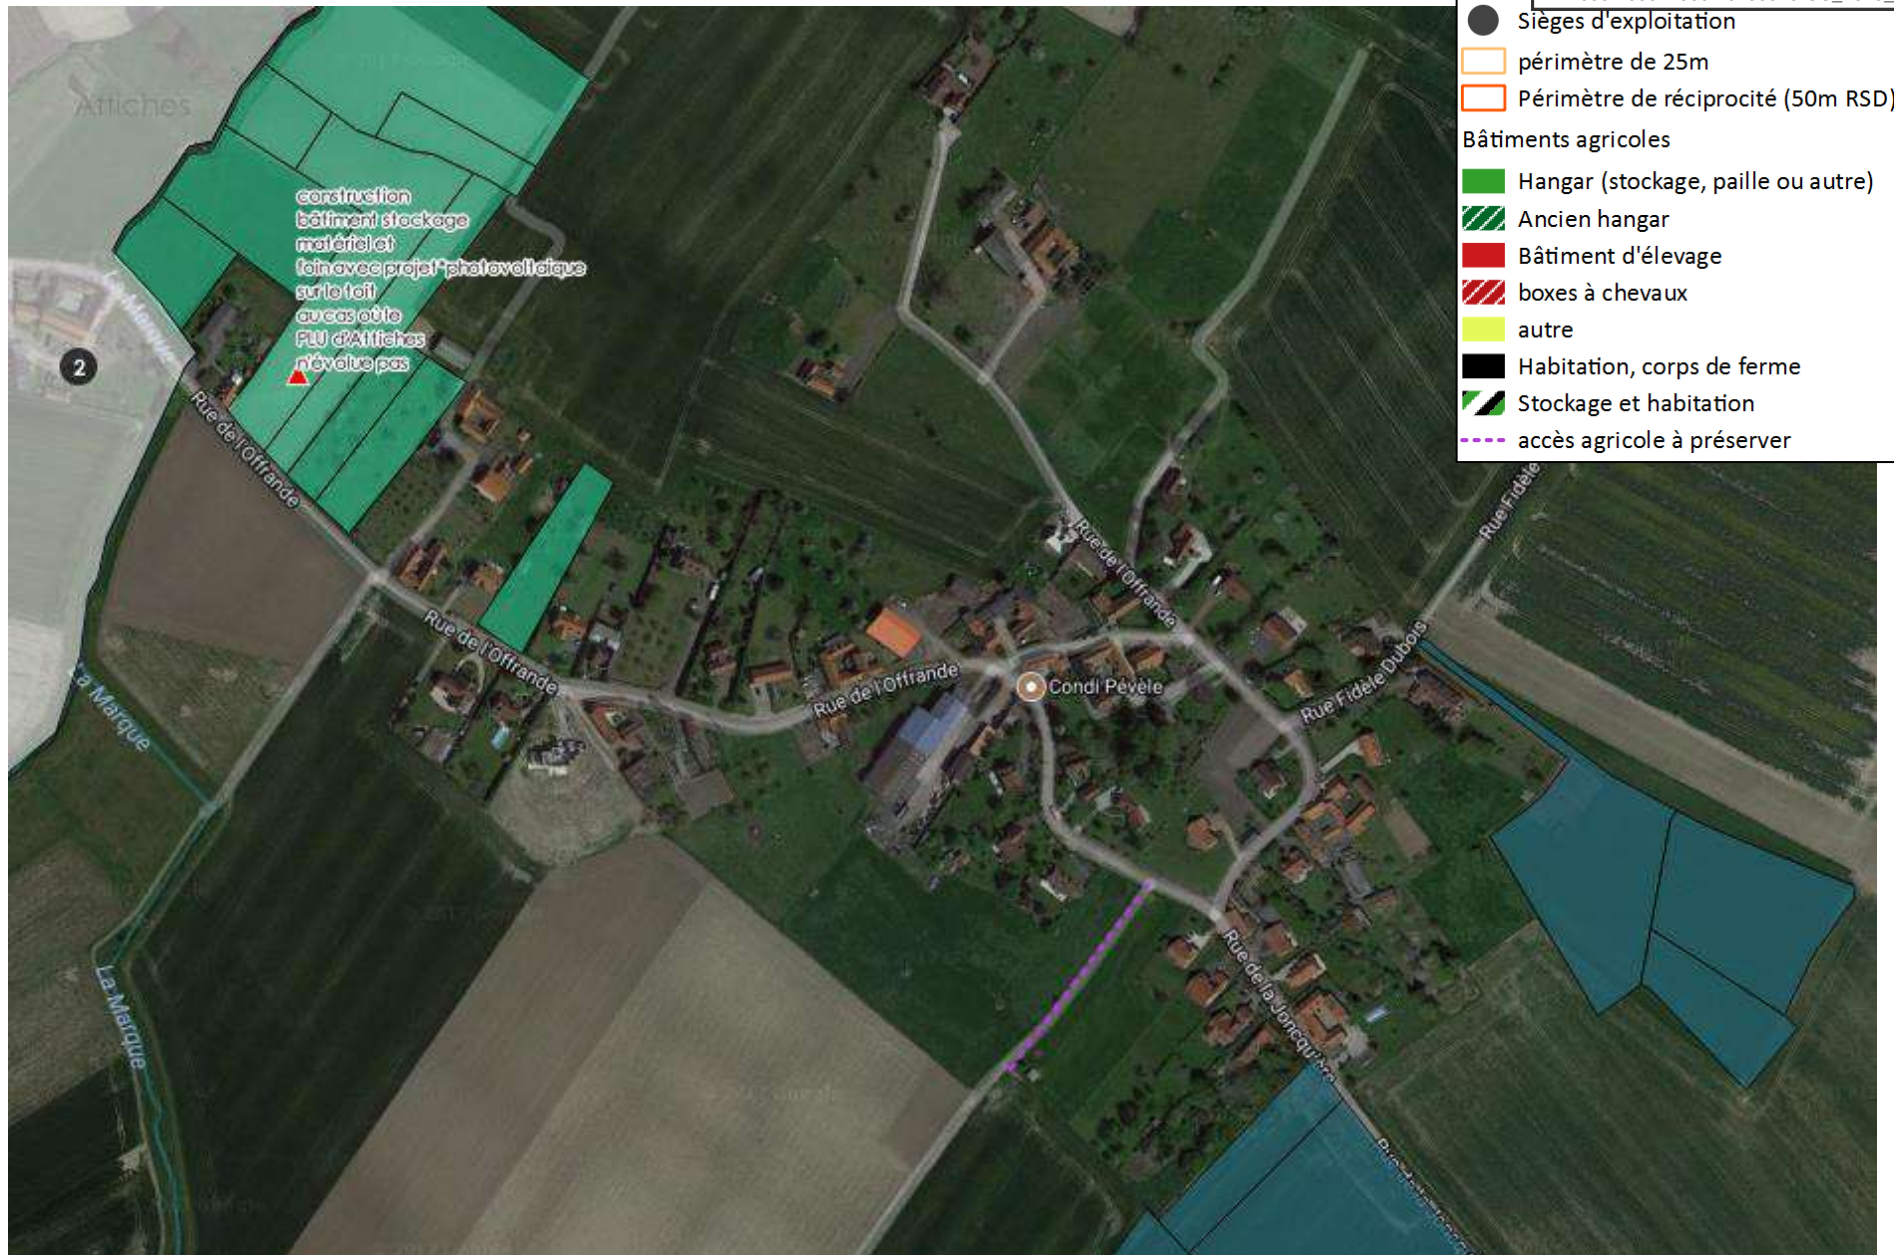 Sièges d'exploitation
périmètre de 25m
Périmètre de réciprocité (50m RSD)
Bâtiments agricoles
Hangar (stockage, paille ou autre)
Ancien hangar
Bâtiment d'élevage
boxes à chevaux
autre
Habitation, corps de ferme
Stockage et habitation
accès agricole à préserver
Attiches
construction
bâtiment stockage
matériel et
foin avec projet*photovoltaïque
sur le toit
au cas où le
PLU d'Attiches
n'évolue pas
2
Rue de l'Offrande
Rue de l'Offrande
Rue de l'Offrande
Rue de l'Offrande
Rue Fidèle
Rue Fidèle Dubois
Condi Pévèle
La Marque
La Marque
Rue de la Joncquière